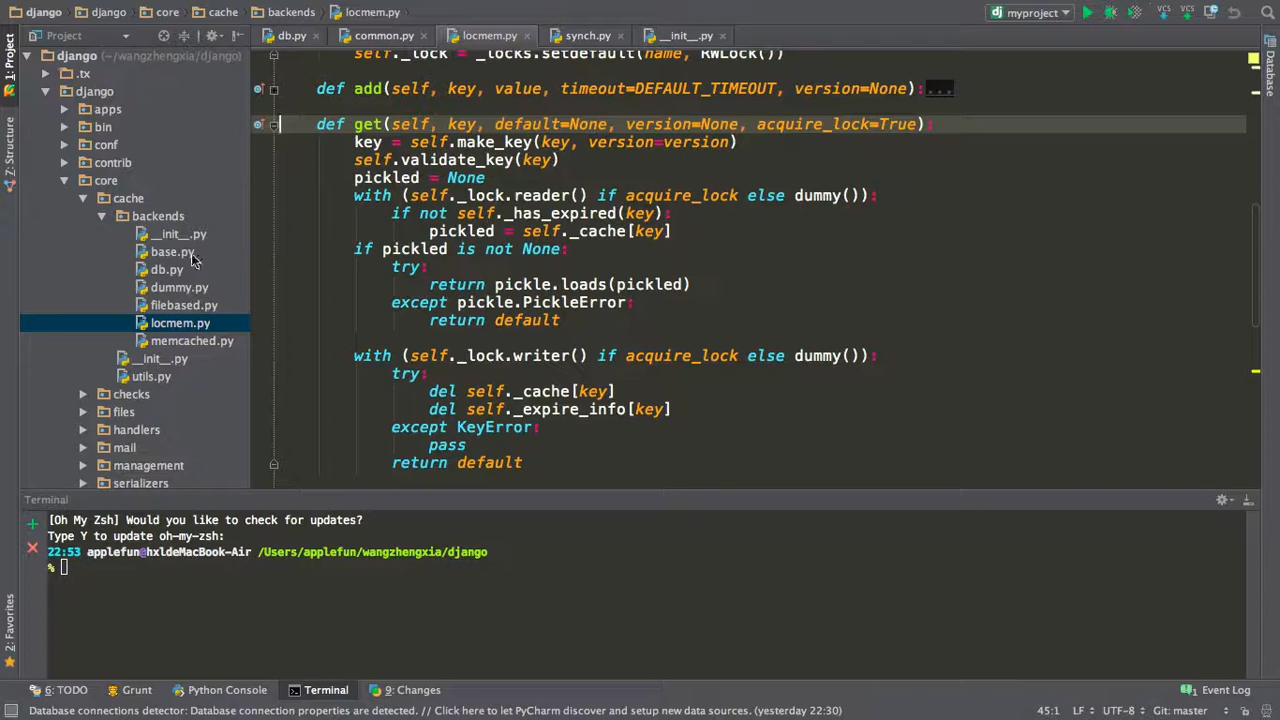 django
django
core
cache
backends
locmem.py
myproject
Project
db.py
common.py
locmem.py
synch.py
__init__.py
1: Project
Z: Structure
2: Favorites
Database
django (~/wangzhengxia/django)
.tx
django
apps
bin
conf
contrib
core
cache
backends
__init__.py
base.py
db.py
dummy.py
filebased.py
locmem.py
memcached.py
__init__.py
utils.py
checks
files
handlers
mail
management
serializers
self._lock = _locks.setdefault(name, RWLock())
def add(self, key, value, timeout=DEFAULT_TIMEOUT, version=None):...
def get(self, key, default=None, version=None, acquire_lock=True):
key = self.make_key(key, version=version)
self.validate_key(key)
pickled = None
with (self._lock.reader() if acquire_lock else dummy()):
if not self._has_expired(key):
pickled = self._cache[key]
if pickled is not None:
try:
return pickle.loads(pickled)
except pickle.PickleError:
return default
with (self._lock.writer() if acquire_lock else dummy()):
try:
del self._cache[key]
del self._expire_info[key]
except KeyError:
pass
return default
Terminal
[Oh My Zsh] Would you like to check for updates?
Type Y to update oh-my-zsh:
22:53 applefun@hxldeMacBook-Air /Users/applefun/wangzhengxia/django
%
6: TODO
Grunt
Python Console
Terminal
9: Changes
1 Event Log
Database connections detector: Database connection properties are detected. // Click here to let PyCharm discover and setup new data sources. (yesterday 22:30)
45:1
LF
UTF-8
Git: master